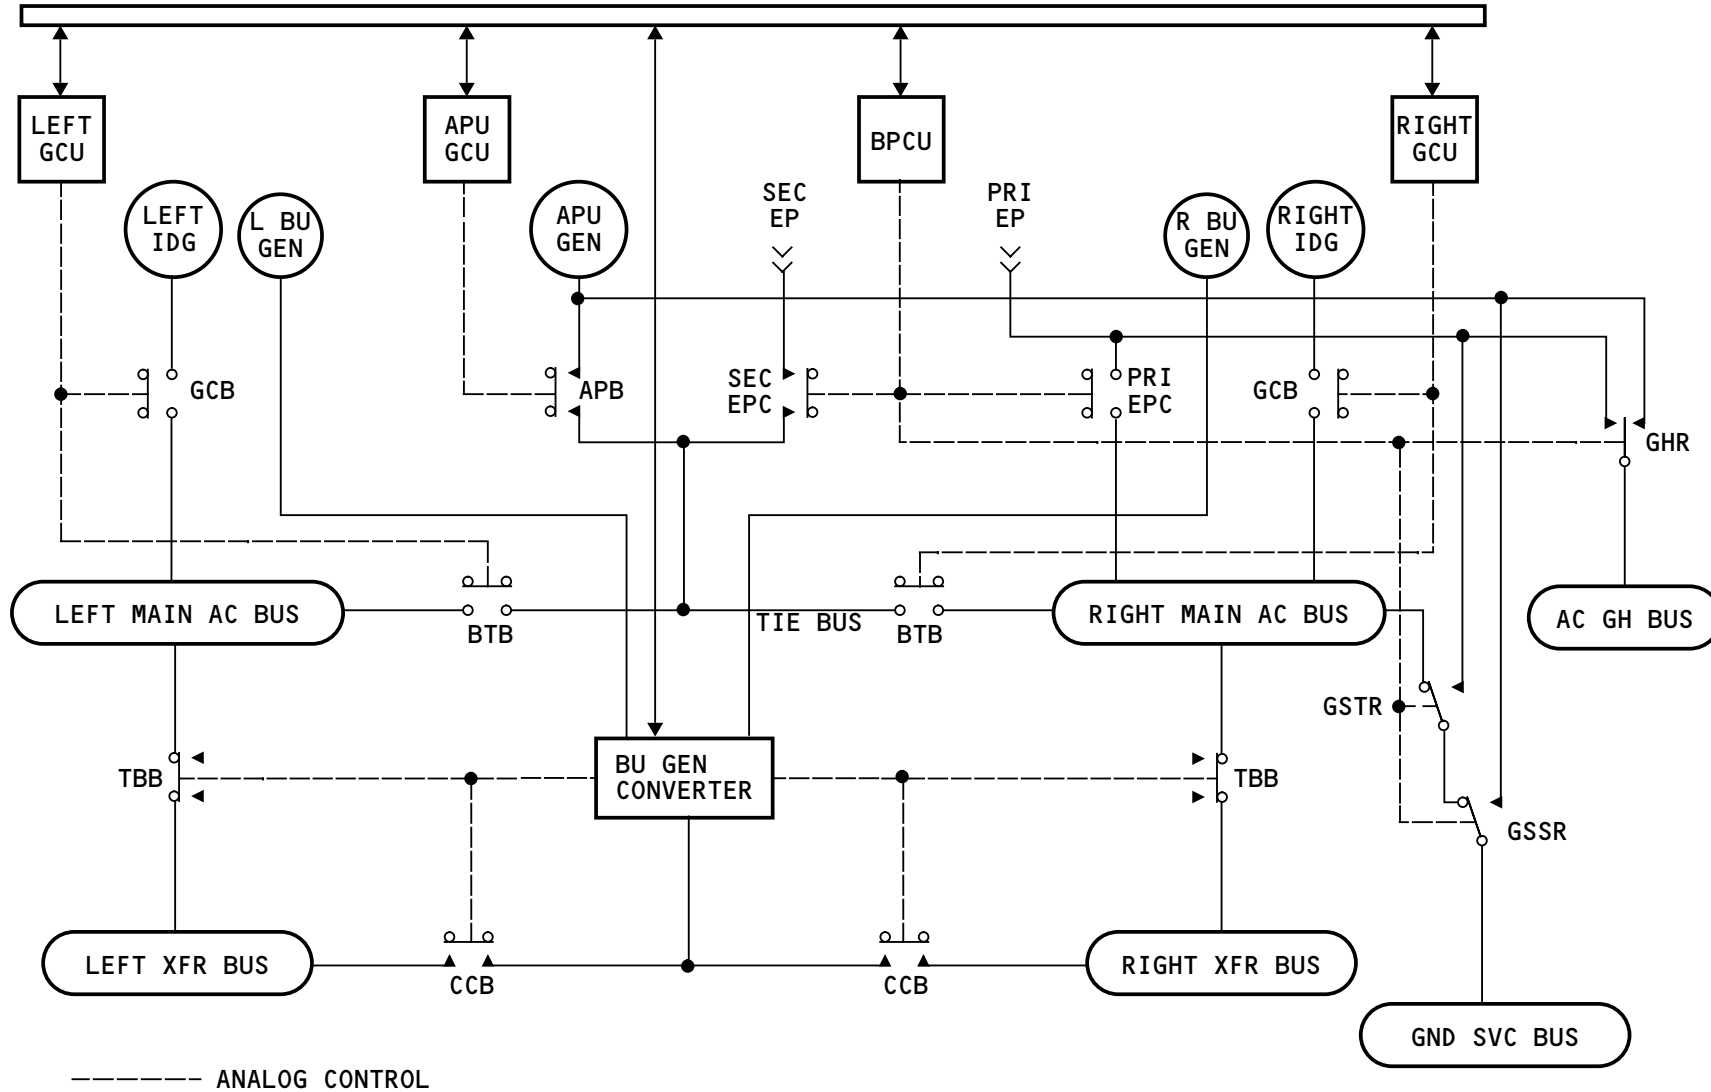 LEFT
GCU
APU
GCU
BPCU
RIGHT
GCU
LEFT
IDG
L BU
GEN
APU
GEN
SEC
EP
PRI
EP
R BU
GEN
RIGHT
IDG
GCB
APB
SEC
EPC
PRI
EPC
GCB
GHR
LEFT MAIN AC BUS
BTB
TIE BUS
BTB
RIGHT MAIN AC BUS
AC GH BUS
GSTR
TBB
BU GEN
CONVERTER
TBB
GSSR
LEFT XFR BUS
CCB
CCB
RIGHT XFR BUS
GND SVC BUS
ANALOG CONTROL